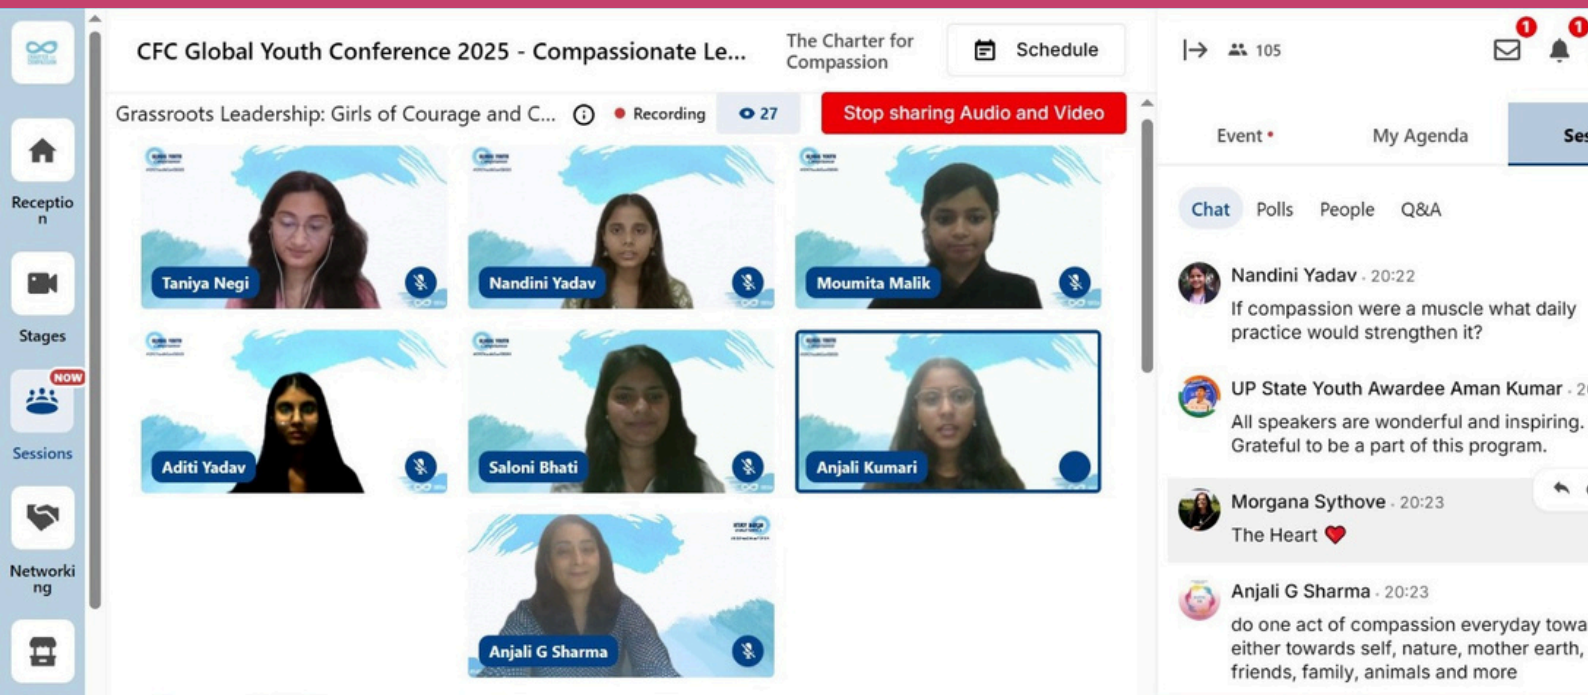 CFC Global Youth Conference 2025 - Compassionate Le...
The Charter for
Compassion
Schedule
105
1
1
Grassroots Leadership: Girls of Courage and C...
Recording
27
Stop sharing Audio and Video
Receptio
n
Stages
NOW
Sessions
Networki
ng
Taniya Negi
Nandini Yadav
Moumita Malik
Aditi Yadav
Saloni Bhati
Anjali Kumari
Anjali G Sharma
Event
My Agenda
Ses
Chat
Polls
People
Q&A
Nandini Yadav · 20:22
If compassion were a muscle what daily
practice would strengthen it?
UP State Youth Awardee Aman Kumar ·
All speakers are wonderful and inspiring.
Grateful to be a part of this program.
Morgana Sythove · 20:23
The Heart ❤️
Anjali G Sharma · 20:23
do one act of compassion everyday towa
either towards self, nature, mother earth,
friends, family, animals and more